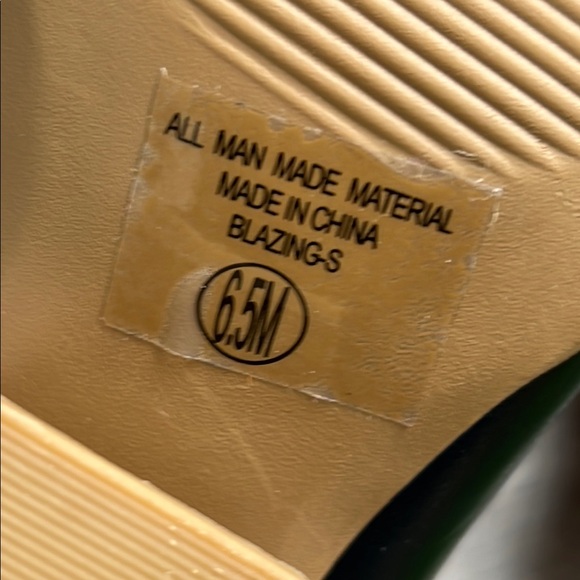 ALL MAN MADE MATERIAL
MADE IN CHINA
BLAZING-S
6.5M